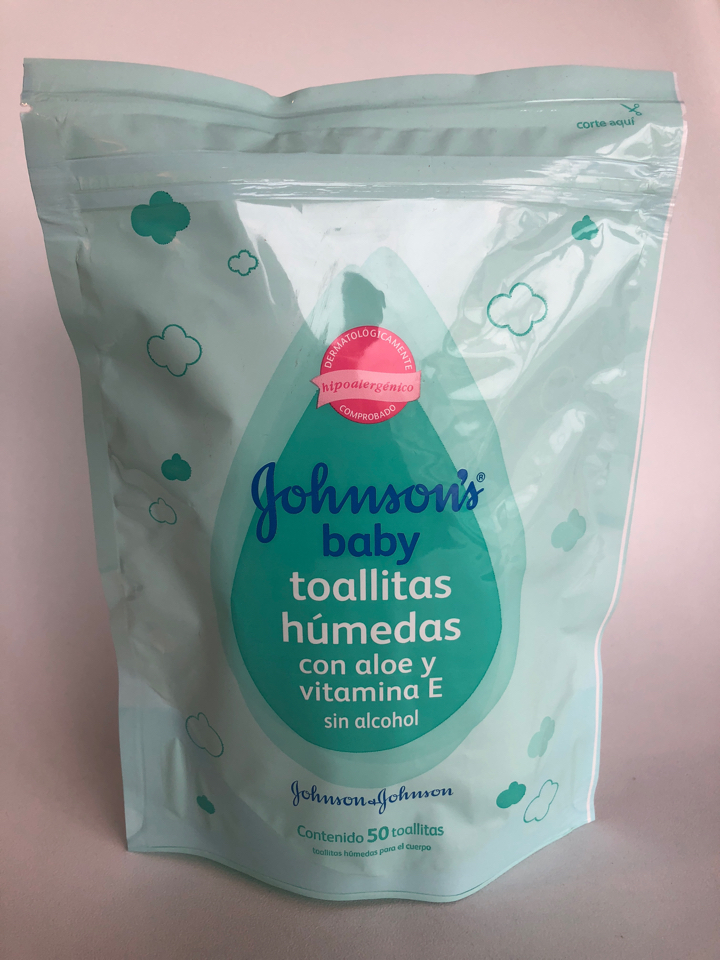 corte aquí
DERMATOLÓGICAMENTE
hipoalergénico
COMPROBADO
Johnson's®
baby
toallitas
húmedas
con aloe y
vitamina E
sin alcohol
Johnson & Johnson
Contenido 50 toallitas
toallitas húmedas para el cuerpo